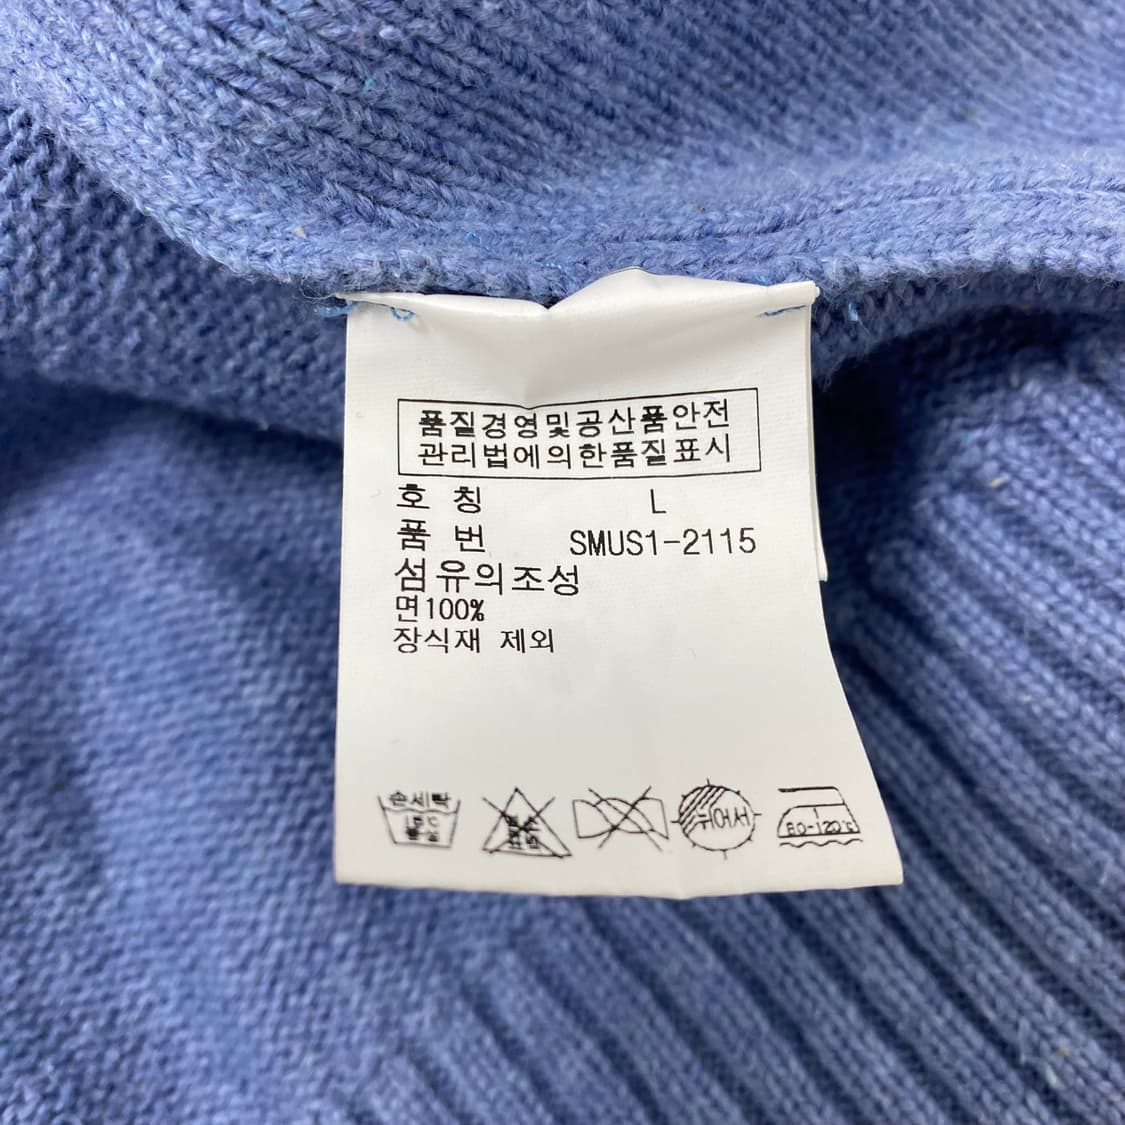 품질경영및공산품안전
관리법에의한품질표시
호 칭 L
품 번 SMUS1-2115
섬유의조성
면100%
장식재 제외
손세탁
뉘어서
80-120℃